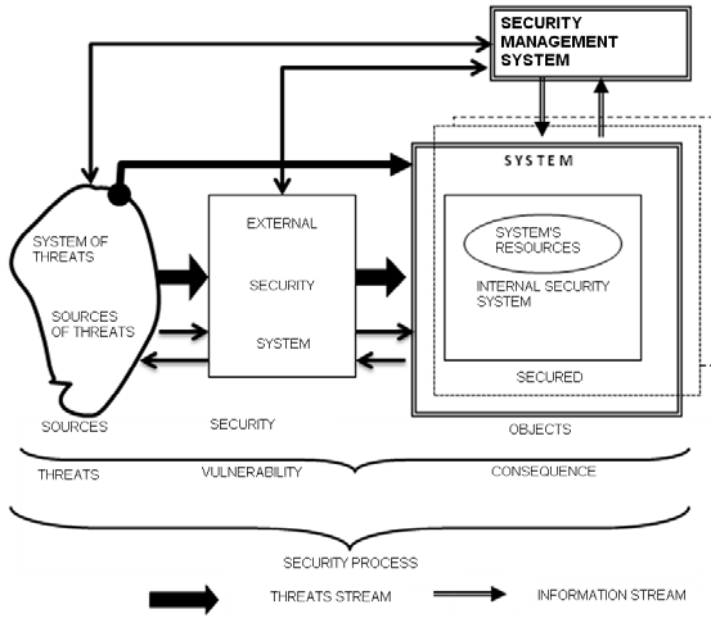 SECURITY
MANAGEMENT
SYSTEM
SYSTEM
SYSTEM OF
THREATS
SOURCES
OF THREATS
EXTERNAL
SECURITY
SYSTEM
SYSTEM'S
RESOURCES
INTERNAL SECURITY
SYSTEM
SECURED
SOURCES
SECURITY
OBJECTS
THREATS
VULNERABILITY
CONSEQUENCE
SECURITY PROCESS
THREATS STREAM
INFORMATION STREAM